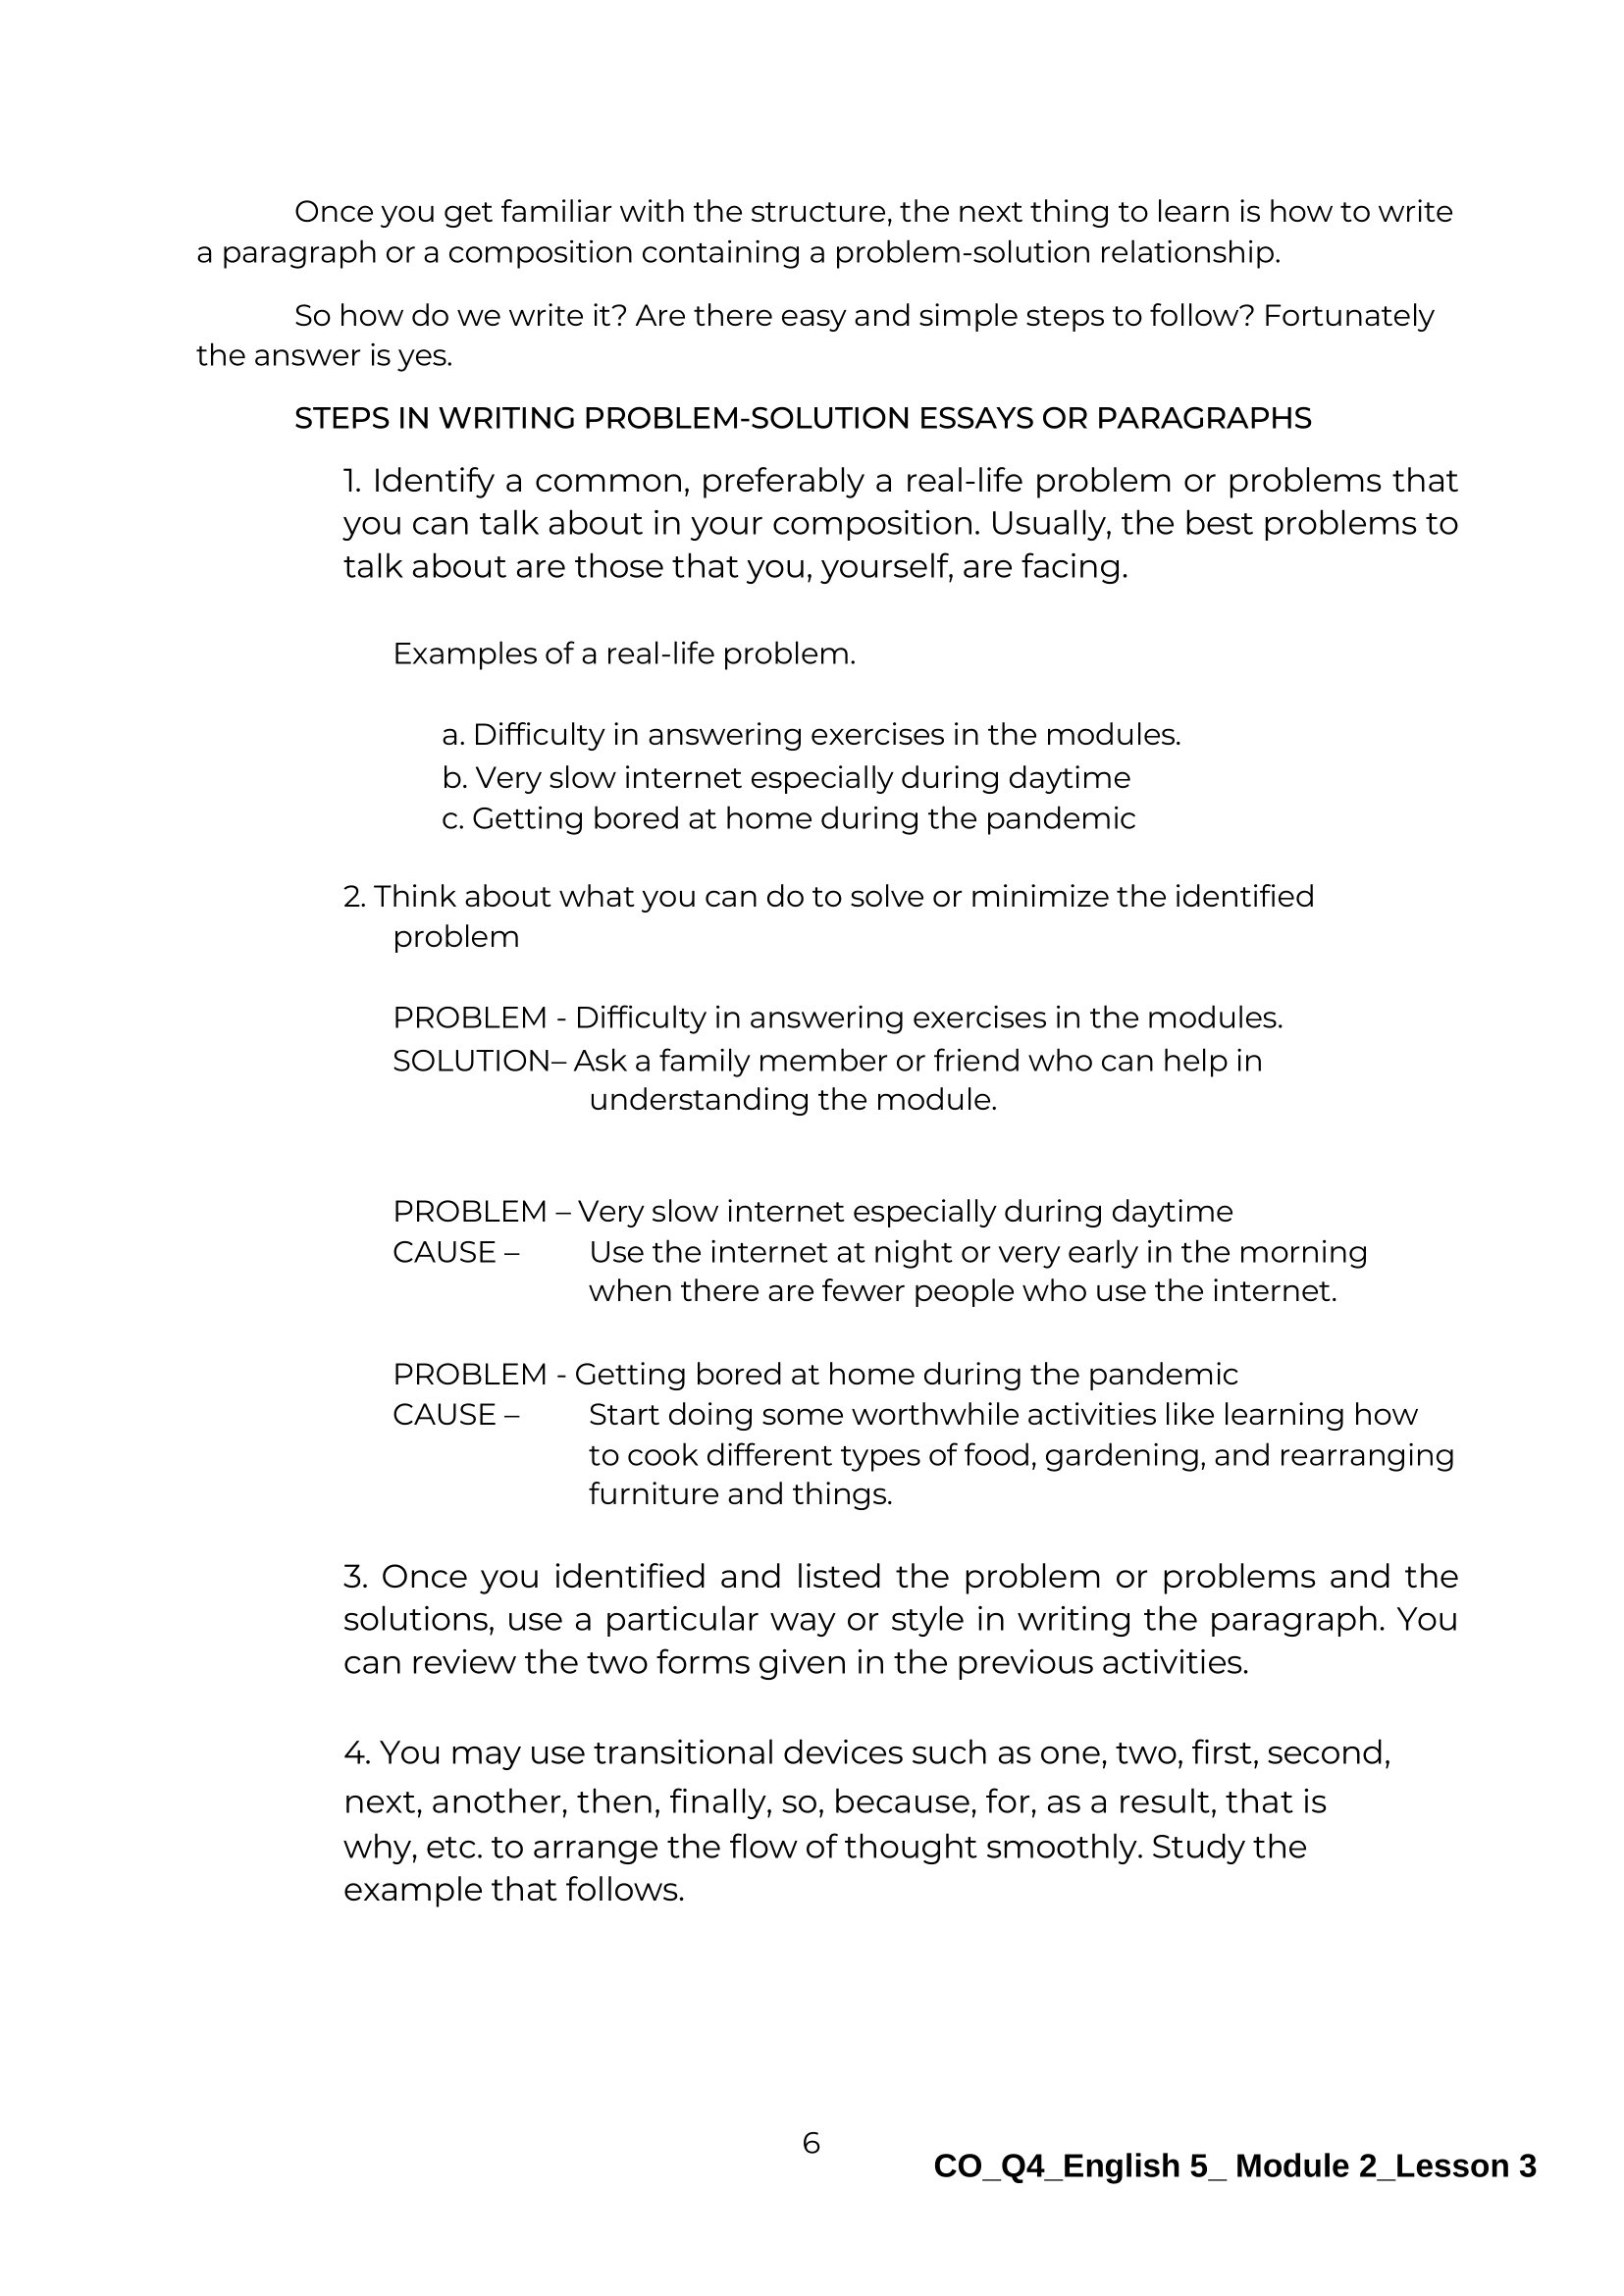 Once you get familiar with the structure, the next thing to learn is how to write
a paragraph or a composition containing a problem-solution relationship.
So how do we write it? Are there easy and simple steps to follow? Fortunately
the answer is yes.
STEPS IN WRITING PROBLEM-SOLUTION ESSAYS OR PARAGRAPHS
1. Identify a common, preferably a real-life problem or problems that
you can talk about in your composition. Usually, the best problems to
talk about are those that you, yourself, are facing.
Examples of a real-life problem.
a. Difficulty in answering exercises in the modules.
b. Very slow internet especially during daytime
c. Getting bored at home during the pandemic
2. Think about what you can do to solve or minimize the identified
problem
PROBLEM - Difficulty in answering exercises in the modules.
SOLUTION– Ask a family member or friend who can help in
understanding the module.
PROBLEM – Very slow internet especially during daytime
CAUSE – Use the internet at night or very early in the morning
when there are fewer people who use the internet.
PROBLEM - Getting bored at home during the pandemic
CAUSE – Start doing some worthwhile activities like learning how
to cook different types of food, gardening, and rearranging
furniture and things.
3. Once you identified and listed the problem or problems and the
solutions, use a particular way or style in writing the paragraph. You
can review the two forms given in the previous activities.
4. You may use transitional devices such as one, two, first, second,
next, another, then, finally, so, because, for, as a result, that is
why, etc. to arrange the flow of thought smoothly. Study the
example that follows.
6
CO_Q4_English 5_ Module 2_Lesson 3